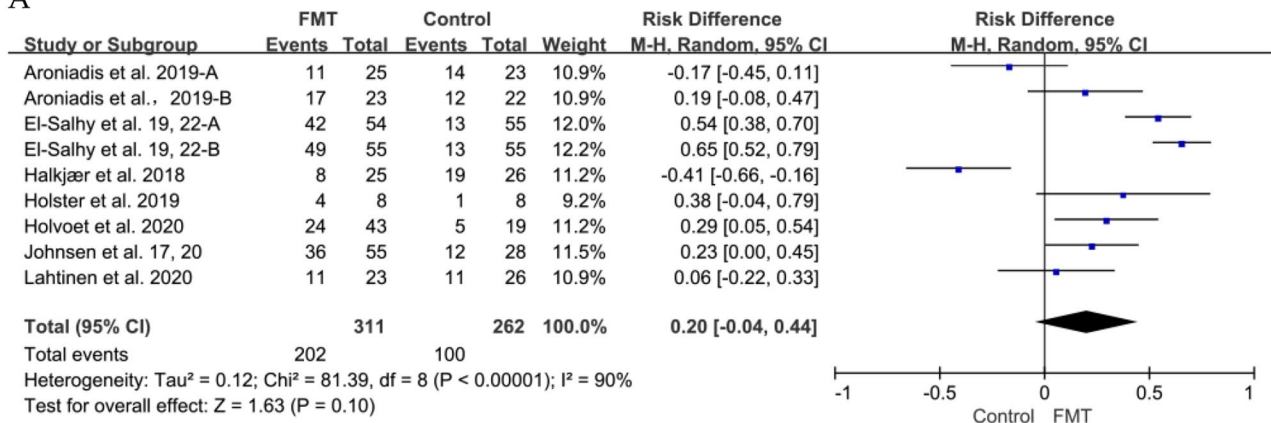 A
FMT Control Risk Difference Risk Difference
Study or Subgroup Events Total Events Total Weight M-H, Random, 95% CI M-H, Random, 95% CI
Aroniadis et al. 2019-A 11 25 14 23 10.9% -0.17 [-0.45, 0.11]
Aroniadis et al.，2019-B 17 23 12 22 10.9% 0.19 [-0.08, 0.47]
El-Salhy et al. 19, 22-A 42 54 13 55 12.0% 0.54 [0.38, 0.70]
El-Salhy et al. 19, 22-B 49 55 13 55 12.2% 0.65 [0.52, 0.79]
Halkjær et al. 2018 8 25 19 26 11.2% -0.41 [-0.66, -0.16]
Holster et al. 2019 4 8 1 8 9.2% 0.38 [-0.04, 0.79]
Holvoet et al. 2020 24 43 5 19 10.9% 0.29 [0.05, 0.54]
Johnsen et al. 17, 20 36 55 12 28 11.5% 0.23 [0.00, 0.45]
Lahtinen et al. 2020 11 23 11 26 10.9% 0.06 [-0.22, 0.33]
Total (95% CI) 311 262 100.0% 0.20 [-0.04, 0.44]
Total events 202 100
Heterogeneity: Tau² = 0.12; Chi² = 81.39, df = 8 (P < 0.00001); I² = 90%
Test for overall effect: Z = 1.63 (P = 0.10)
-1 -0.5 0 0.5 1
Control FMT